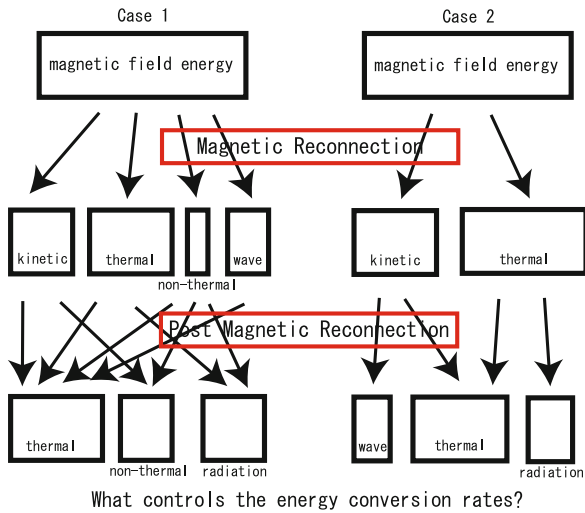 Case 1
Case 2
magnetic field energy
magnetic field energy
Magnetic Reconnection
kinetic
thermal
non-thermal
wave
kinetic
thermal
Post Magnetic Reconnection
thermal
non-thermal
radiation
wave
thermal
radiation
What controls the energy conversion rates?